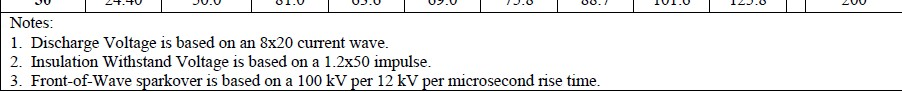 Notes:
1. Discharge Voltage is based on an 8x20 current wave.
2. Insulation Withstand Voltage is based on a 1.2x50 impulse.
3. Front-of-Wave sparkover is based on a 100 kV per 12 kV per microsecond rise time.